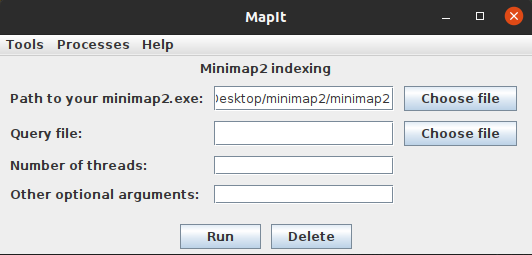 MapIt
Tools Processes Help
Minimap2 indexing
Path to your minimap2.exe: Desktop/minimap2/minimap2 Choose file
Query file: Choose file
Number of threads:
Other optional arguments:
Run Delete